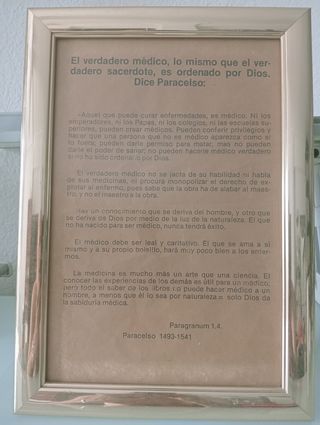 El verdadero médico, lo mismo que el ver-
dadero sacerdote, es ordenado por Dios.
Dice Paracelso:
«Aquel que puede curar enfermedades, es médico. Ni los
emperadores, ni los Papas, ni los colegios, ni las escuelas su-
periores, pueden crear médicos. Pueden conferir privilegios y
hacer que una persona que no es médico aparezca como si
lo fuera; pueden darle permiso para matar, mas no pueden
darle el poder de sanar; no pueden hacerle médico verdadero
si no ha sido ordenado por Dios.
El verdadero médico no se jacta de su habilidad ni habla
de sus medicinas, ni procura monopolizar el derecho de ex-
plotar al enfermo, pues sabe que la obra ha de alabar al maes-
tro, y no el maestro a la obra.
Hay un conocimiento que se deriva del hombre, y otro que
se deriva de Dios por medio de la luz de la naturaleza. El que
no ha nacido para ser médico, nunca tendrá éxito.
El médico debe ser leal y caritativo. El que se ama a sí
mismo y a su propio bolsillo, hará muy poco bien a los enfer-
mos.
La medicina es mucho más un arte que una ciencia. El
conocer las experiencias de los demás es útil para un médico;
pero todo el saber de los libros no puede hacer médico a un
hombre, a menos que él lo sea por naturaleza = solo Dios da
la sabiduría médica.
Paragranum 1,4.
Paracelso 1493-1541